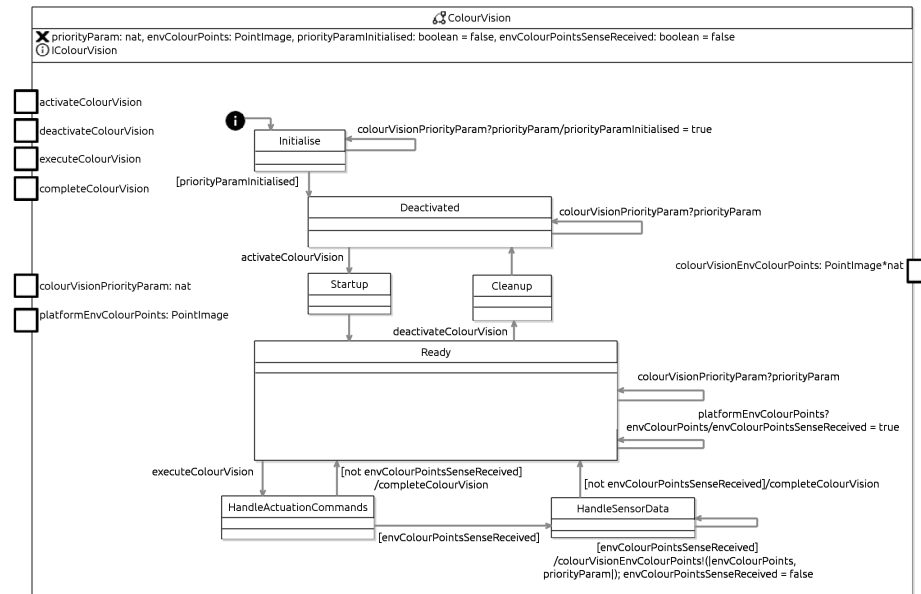 ColourVision
priorityParam: nat, envColourPoints: PointImage, priorityParamInitialised: boolean = false, envColourPointsSenseReceived: boolean = false
IColourVision
activateColourVision
deactivateColourVision
executeColourVision
completeColourVision
i
colourVisionPriorityParam?priorityParam/priorityParamInitialised = true
Initialise
[priorityParamInitialised]
Deactivated
colourVisionPriorityParam?priorityParam
activateColourVision
colourVisionEnvColourPoints: PointImage*nat
Startup
Cleanup
colourVisionPriorityParam: nat
platformEnvColourPoints: PointImage
deactivateColourVision
Ready
colourVisionPriorityParam?priorityParam
platformEnvColourPoints?
envColourPoints/envColourPointsSenseReceived = true
executeColourVision
[not envColourPointsSenseReceived]
/completeColourVision
[not envColourPointsSenseReceived]/completeColourVision
HandleActuationCommands
HandleSensorData
[envColourPointsSenseReceived]
[envColourPointsSenseReceived]
/colourVisionEnvColourPoints!(|envColourPoints,
priorityParam|); envColourPointsSenseReceived = false